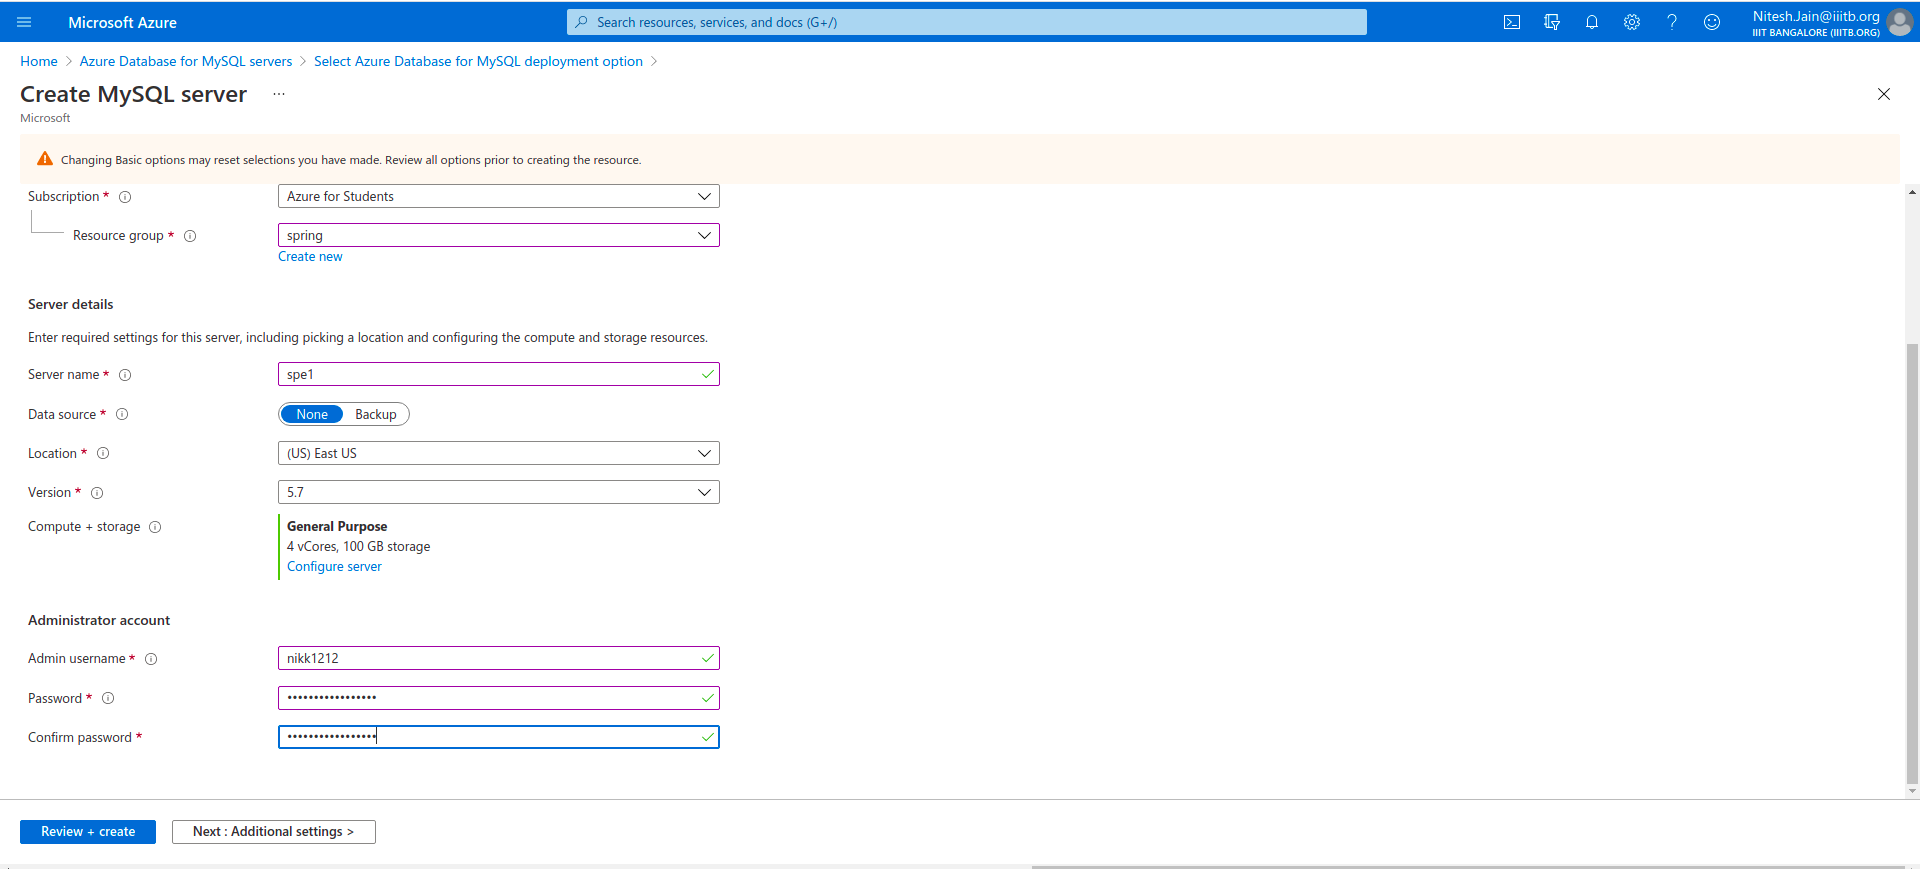 Microsoft Azure
Search resources, services, and docs (G+/)
Nitesh.Jain@iiitb.org
IIIT BANGALORE (IIITB.ORG)
Home > Azure Database for MySQL servers > Select Azure Database for MySQL deployment option >
Create MySQL server ...
Microsoft
Changing Basic options may reset selections you have made. Review all options prior to creating the resource.
Subscription * Azure for Students
Resource group * spring
Create new
Server details
Enter required settings for this server, including picking a location and configuring the compute and storage resources.
Server name * spe1
Data source * None Backup
Location * (US) East US
Version * 5.7
Compute + storage General Purpose
4 vCores, 100 GB storage
Configure server
Administrator account
Admin username * nikk1212
Password * •••••••••••••••••
Confirm password * •••••••••••••••••
Review + create Next : Additional settings >